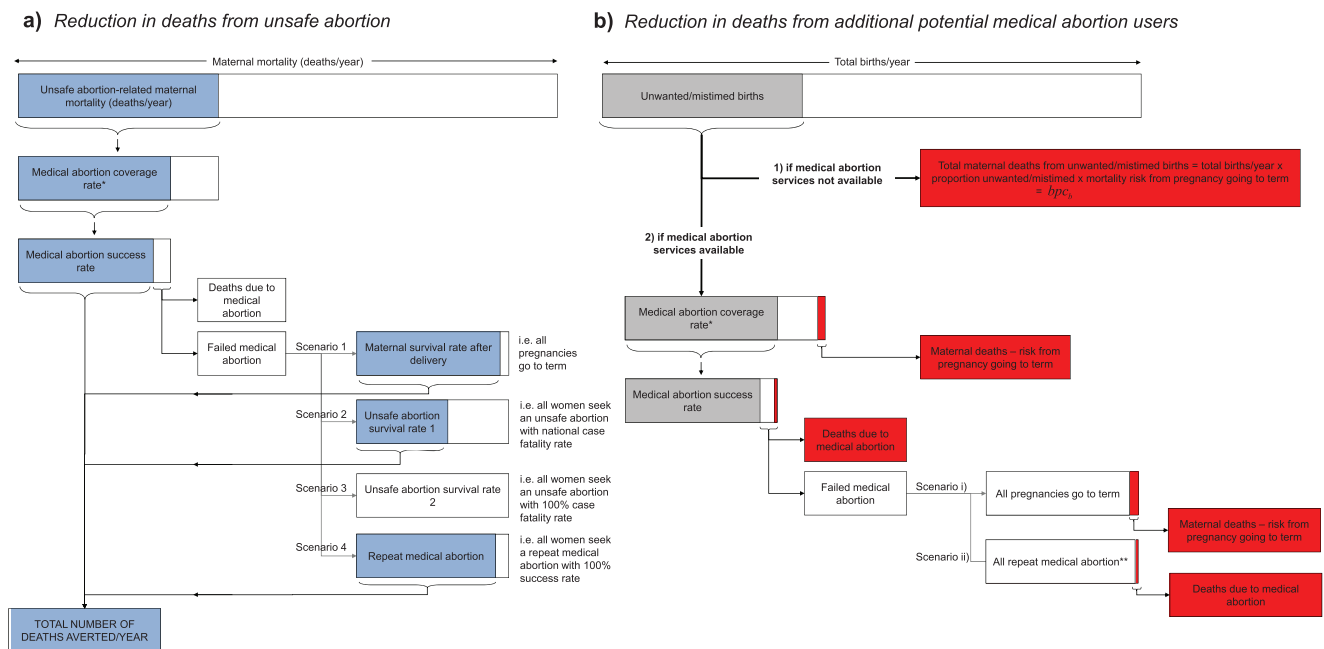 a) Reduction in deaths from unsafe abortion
Maternal mortality (deaths/year)
Unsafe abortion-related maternal
mortality (deaths/year)
Medical abortion coverage
rate*
Medical abortion success
rate
Deaths due to
medical
abortion
Failed medical
abortion
Scenario 1
Maternal survival rate after
delivery
i.e. all
pregnancies
go to term
Scenario 2
Unsafe abortion
survival rate 1
i.e. all women seek
an unsafe abortion
with national case
fatality rate
Scenario 3
Unsafe abortion survival rate
2
i.e. all women seek
an unsafe abortion
with 100% case
fatality rate
Scenario 4
Repeat medical abortion
i.e. all women seek
a repeat medical
abortion with 100%
success rate
TOTAL NUMBER OF
DEATHS AVERTED/YEAR
b) Reduction in deaths from additional potential medical abortion users
Total births/year
Unwanted/mistimed births
1) if medical abortion
services not available
Total maternal deaths from unwanted/mistimed births = total births/year x
proportion unwanted/mistimed x mortality risk from pregnancy going to term
= bpc_b
2) if medical abortion
services available
Medical abortion coverage
rate*
Maternal deaths – risk from
pregnancy going to term
Medical abortion success
rate
Deaths due to
medical abortion
Failed medical
abortion
Scenario i)
All pregnancies go to term
Maternal deaths – risk from
pregnancy going to term
Scenario ii)
All repeat medical abortion**
Deaths due to medical
abortion